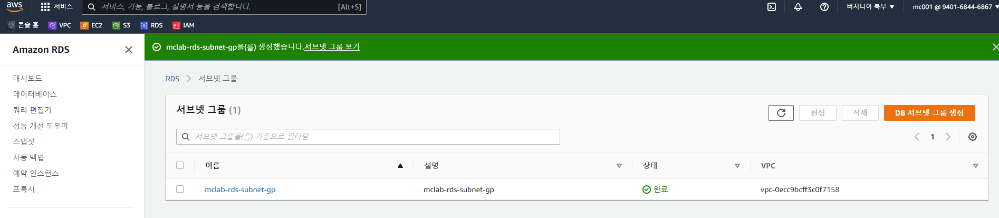 aws 서비스 서비스, 기능, 블로그, 설명서 등을 검색합니다. [Alt+S] 버지니아 북부 mc001 @ 9401-6844-6867
콘솔 홈 VPC EC2 S3 RDS IAM
Amazon RDS
mclab-rds-subnet-gp을(를) 생성했습니다.서브넷 그룹 보기
대시보드
데이터베이스
쿼리 편집기
성능 개선 도우미
스냅샷
자동 백업
예약 인스턴스
프록시
RDS 서브넷 그룹
서브넷 그룹 (1)
편집 삭제 DB 서브넷 그룹 생성
서브넷 그룹을(를) 기준으로 필터링
1
이름 설명 상태 VPC
mclab-rds-subnet-gp mclab-rds-subnet-gp 완료 vpc-0ecc9bcff3c0f7158